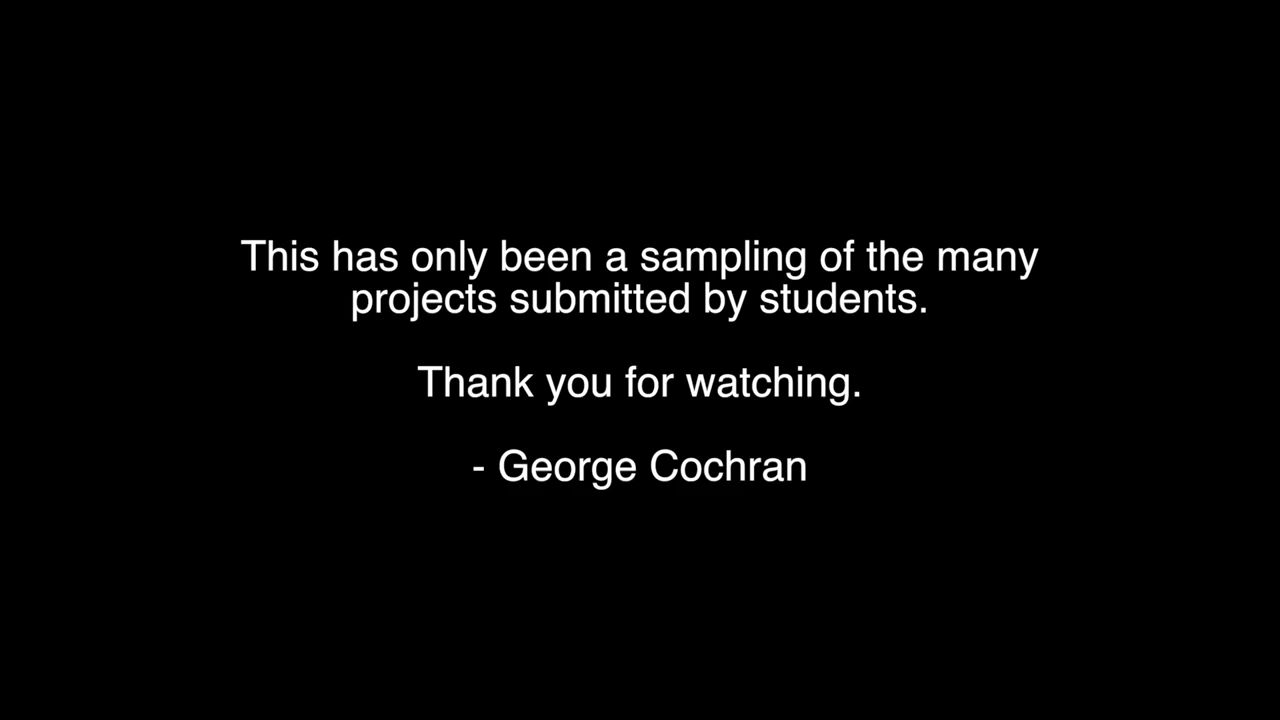 This has only been a sampling of the many
projects submitted by students.
Thank you for watching.
- George Cochran